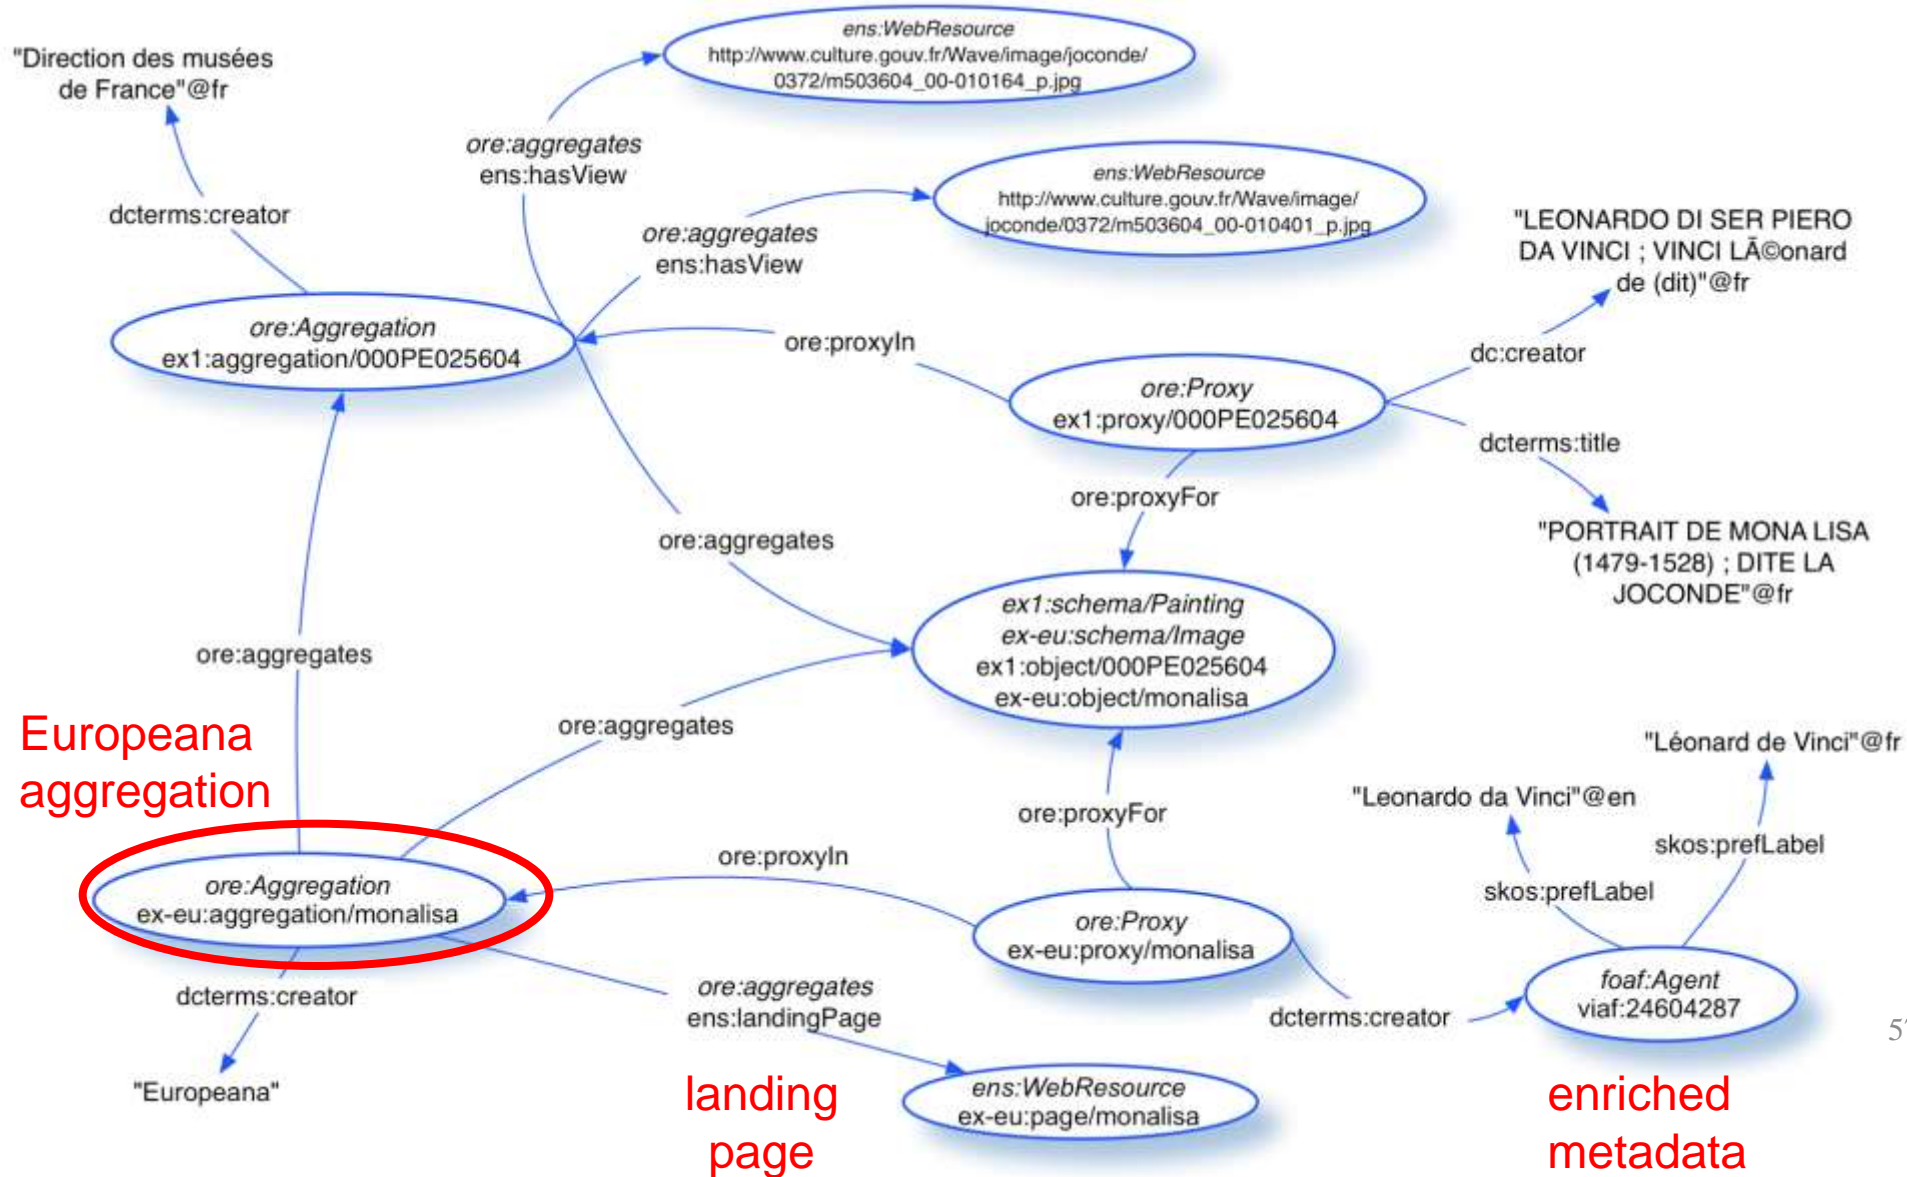 ens:WebResource
http://www.culture.gouv.fr/Wave/image/joconde/
0372/m503604_00-010164_p.jpg
"Direction des musées
de France"@fr
ore:aggregates
ens:hasView
ens:WebResource
http://www.culture.gouv.fr/Wave/image/
joconde/0372/m503604_00-010401_p.jpg
dcterms:creator
ore:aggregates
ens:hasView
"LEONARDO DI SER PIERO
DA VINCI ; VINCI LÃ©onard
de (dit)"@fr
ore:Aggregation
ex1:aggregation/000PE025604
ore:proxyIn
dc:creator
ore:Proxy
ex1:proxy/000PE025604
dcterms:title
ore:proxyFor
"PORTRAIT DE MONA LISA
(1479-1528) ; DITE LA
JOCONDE"@fr
ore:aggregates
ex1:schema/Painting
ex-eu:schema/Image
ex1:object/000PE025604
ex-eu:object/monalisa
ore:aggregates
ore:aggregates
Europeana
aggregation
"Léonard de Vinci"@fr
"Leonardo da Vinci"@en
ore:proxyFor
skos:prefLabel
ore:proxyIn
skos:prefLabel
ore:Aggregation
ex-eu:aggregation/monalisa
ore:Proxy
ex-eu:proxy/monalisa
foaf:Agent
viaf:24604287
dcterms:creator
ore:aggregates
ens:landingPage
dcterms:creator
"Europeana"
landing
page
ens:WebResource
ex-eu:page/monalisa
enriched
metadata